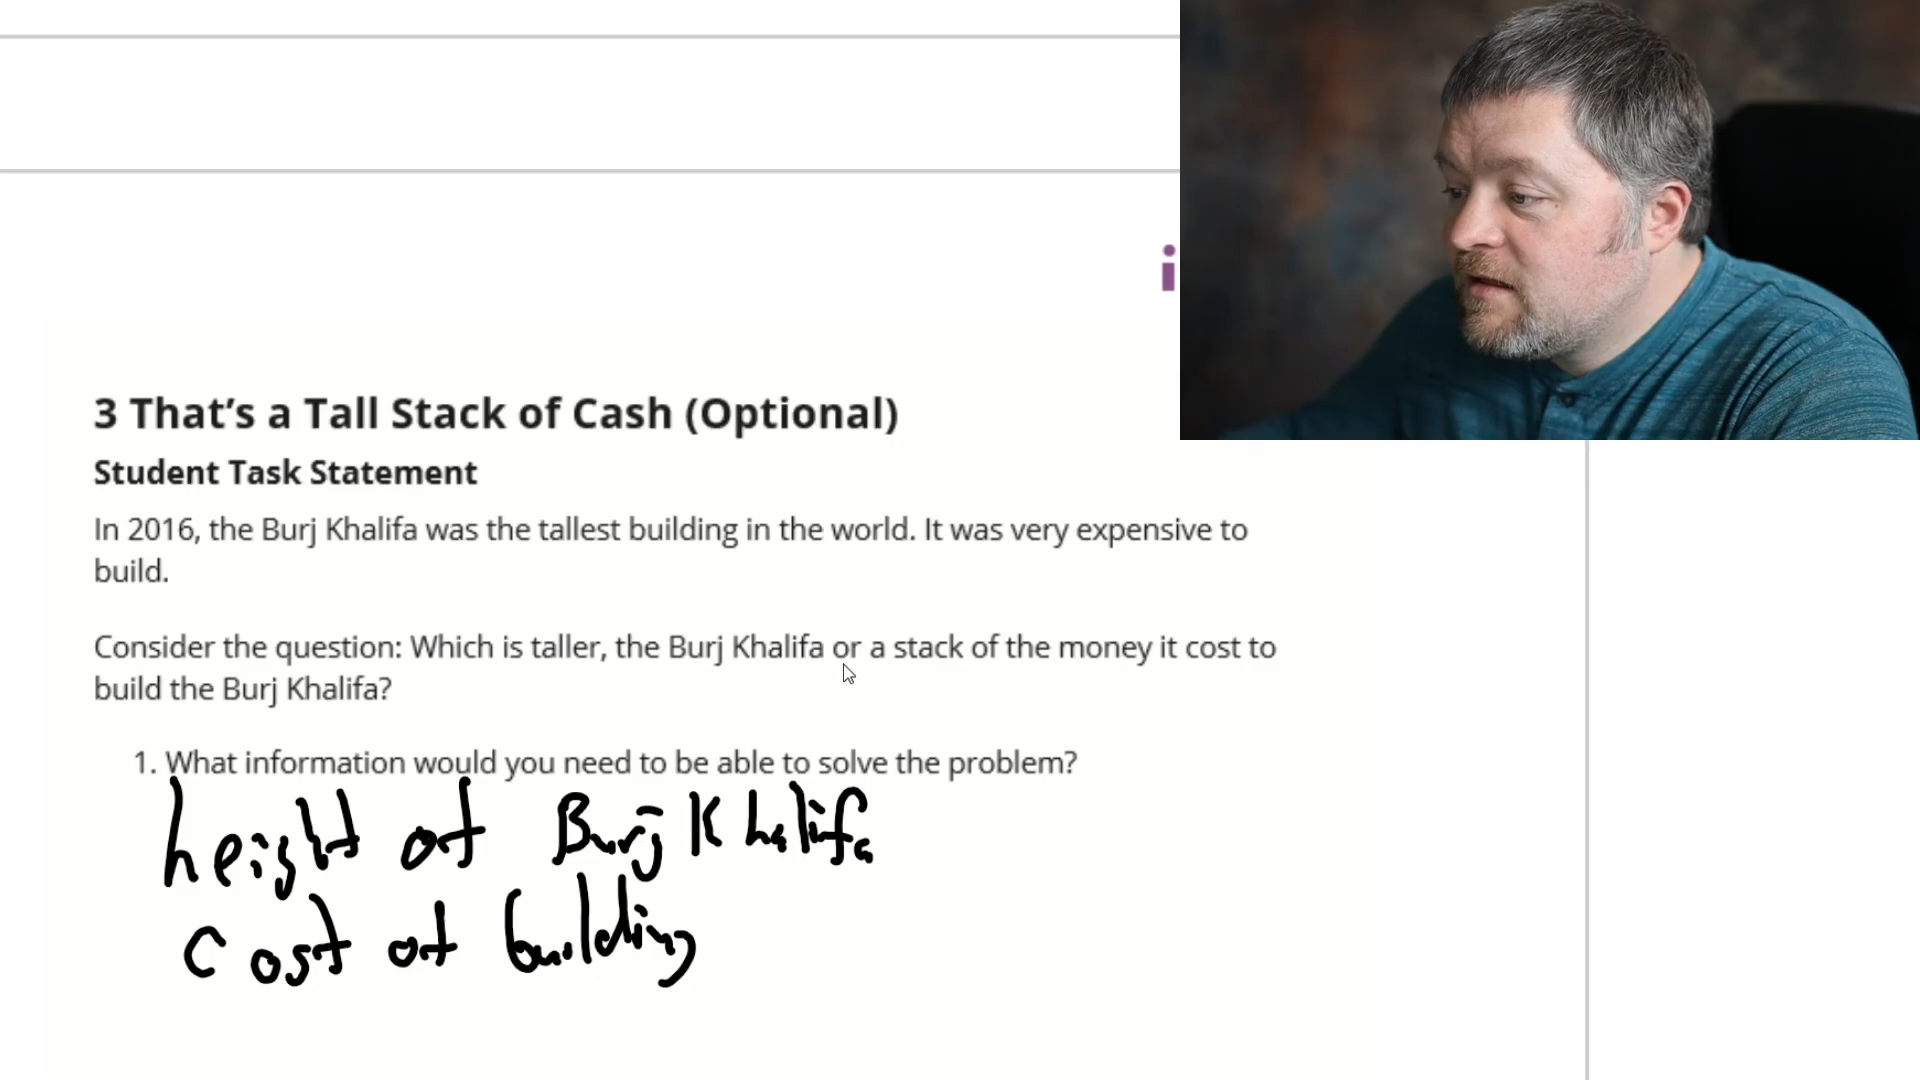 i
3 That's a Tall Stack of Cash (Optional)
Student Task Statement
In 2016, the Burj Khalifa was the tallest building in the world. It was very expensive to
build.
Consider the question: Which is taller, the Burj Khalifa or a stack of the money it cost to
build the Burj Khalifa?
1. What information would you need to be able to solve the problem?
height of Burj Khalifa
Cost of building